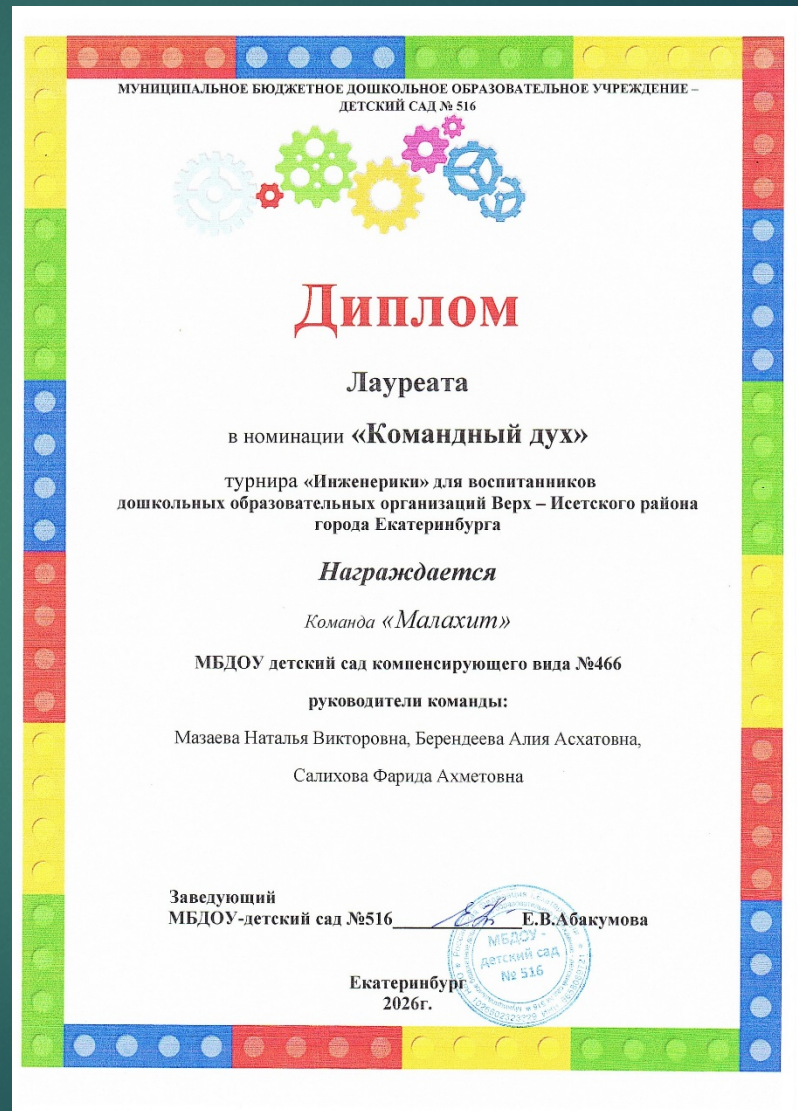 МУНИЦИПАЛЬНОЕ БЮДЖЕТНОЕ ДОШКОЛЬНОЕ ОБРАЗОВАТЕЛЬНОЕ УЧРЕЖДЕНИЕ –
ДЕТСКИЙ САД № 516
Диплом
Лауреата
в номинации «Командный дух»
турнира «Инженерики» для воспитанников
дошкольных образовательных организаций Верх – Исетского района
города Екатеринбурга
Награждается
Команда «Малахит»
МБДОУ детский сад компенсирующего вида №466
руководители команды:
Мазаева Наталья Викторовна, Берендеева Алия Асхатовна,
Салихова Фарида Ахметовна
Заведующий
МБДОУ-детский сад №516____________ Е.В.Абакумова
МБДОУ -
детский сад
№ 516
Екатеринбург
2026г.